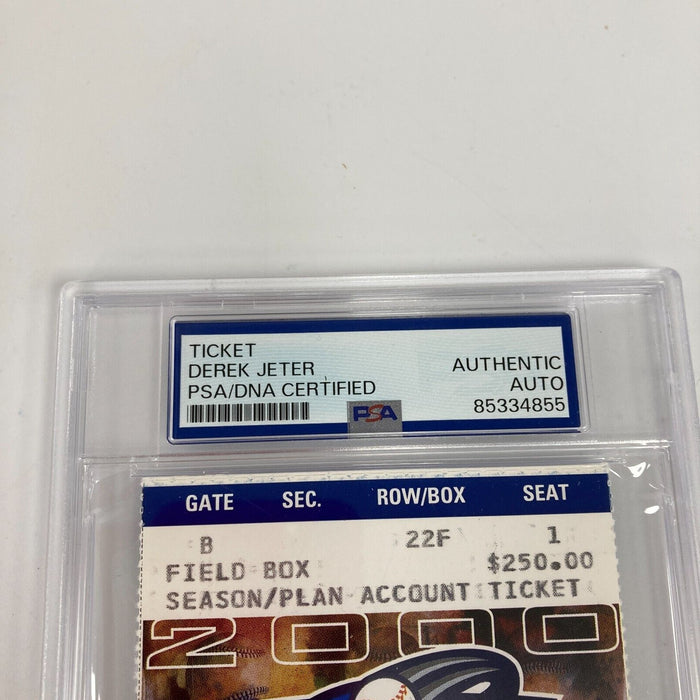 TICKET
DEREK JETER
PSA/DNA CERTIFIED
AUTHENTIC
AUTO
85334855
PSA
GATE SEC. ROW/BOX SEAT
B 22F 1
FIELD BOX $250.00
SEASON/PLAN ACCOUNT TICKET
2000